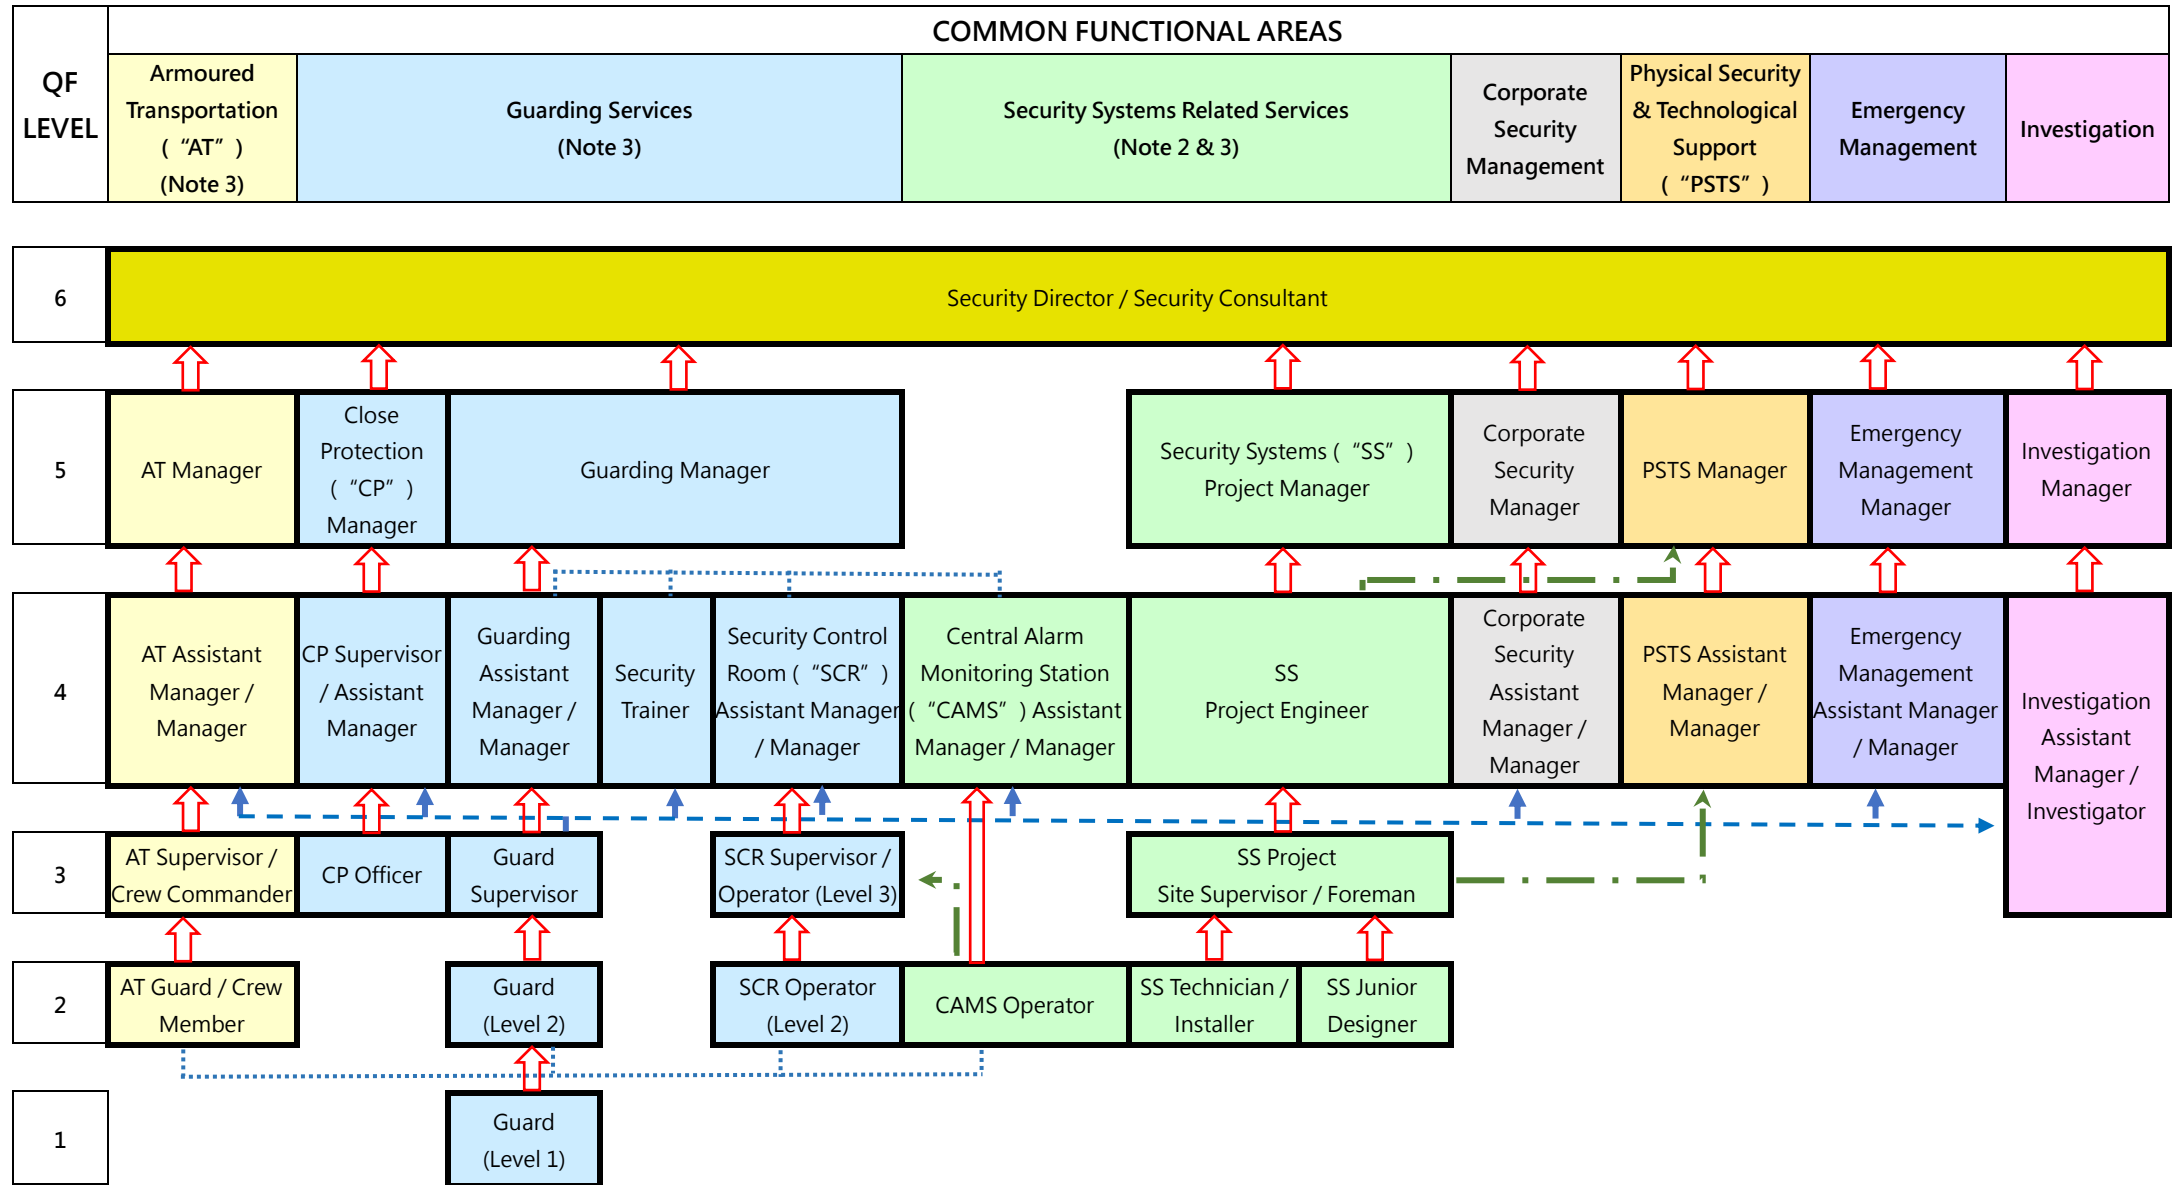 COMMON FUNCTIONAL AREAS
QF
LEVEL
Armoured
Transportation
( “AT” )
(Note 3)
Guarding Services
(Note 3)
Security Systems Related Services
(Note 2 & 3)
Corporate
Security
Management
Physical Security
& Technological
Support
( “PSTS” )
Emergency
Management
Investigation
6
Security Director / Security Consultant
5
AT Manager
Close
Protection
( “CP” )
Manager
Guarding Manager
Security Systems ( “SS” )
Project Manager
Corporate
Security
Manager
PSTS Manager
Emergency
Management
Manager
Investigation
Manager
4
AT Assistant
Manager /
Manager
CP Supervisor
/ Assistant
Manager
Guarding
Assistant
Manager /
Manager
Security
Trainer
Security Control
Room ( “SCR” )
Assistant Manager
/ Manager
Central Alarm
Monitoring Station
( “CAMS” ) Assistant
Manager / Manager
SS
Project Engineer
Corporate
Security
Assistant
Manager /
Manager
PSTS Assistant
Manager /
Manager
Emergency
Management
Assistant Manager
/ Manager
Investigation
Assistant
Manager /
Investigator
3
AT Supervisor /
Crew Commander
CP Officer
Guard
Supervisor
SCR Supervisor /
Operator (Level 3)
SS Project
Site Supervisor / Foreman
2
AT Guard / Crew
Member
Guard
(Level 2)
SCR Operator
(Level 2)
CAMS Operator
SS Technician /
Installer
SS Junior
Designer
1
Guard
(Level 1)